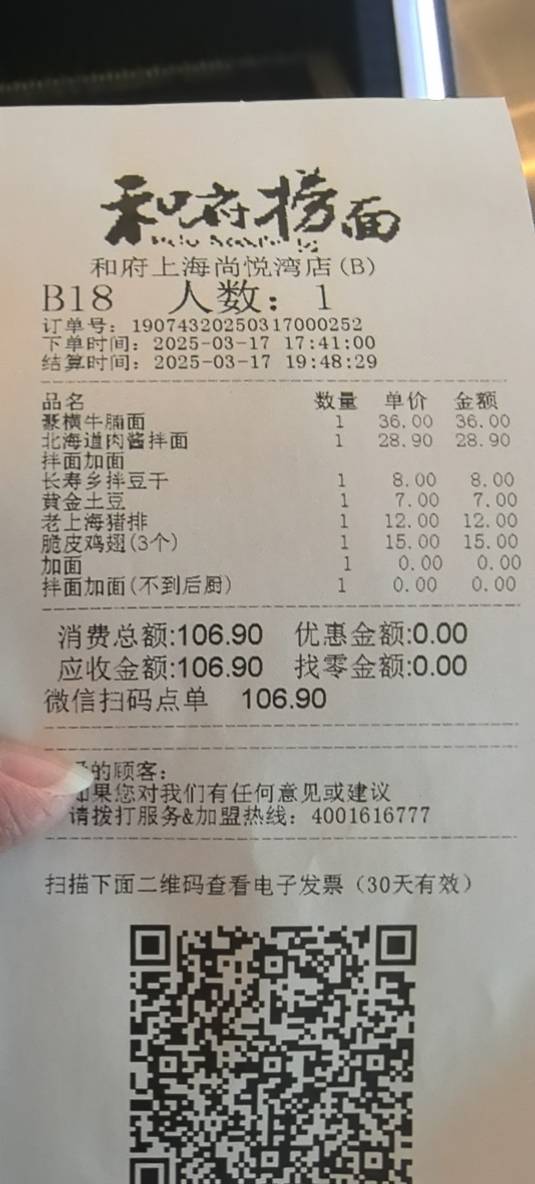 和府捞面
和府上海尚悦湾店(B)
B18 人数：1
订单号：19074320250317000252
下单时间：2025-03-17 17:41:00
结算时间：2025-03-17 19:48:29
品名 数量 单价 金额
豪横牛腩面 1 36.00 36.00
北海道肉酱拌面 1 28.90 28.90
拌面加面
长寿乡拌豆干 1 8.00 8.00
黄金土豆 1 7.00 7.00
老上海猪排 1 12.00 12.00
脆皮鸡翅(3个) 1 15.00 15.00
加面 1 0.00 0.00
拌面加面(不到后厨) 1 0.00 0.00
消费总额:106.90 优惠金额:0.00
应收金额:106.90 找零金额:0.00
微信扫码点单 106.90
的顾客：
如果您对我们有任何意见或建议
请拨打服务&加盟热线：4001616777
扫描下面二维码查看电子发票（30天有效）